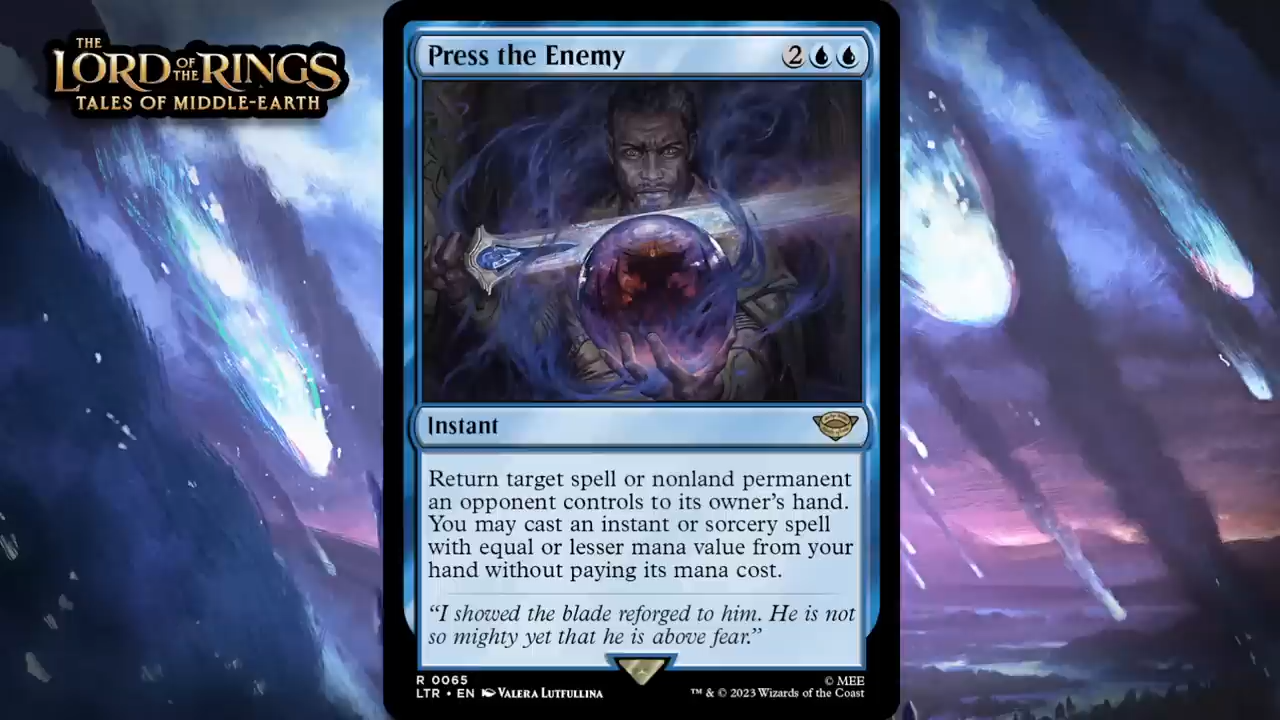 THE
LORD OF THE RINGS
TALES OF MIDDLE-EARTH
Press the Enemy 2
Instant
Return target spell or nonland permanent
an opponent controls to its owner's hand.
You may cast an instant or sorcery spell
with equal or lesser mana value from your
hand without paying its mana cost.
“I showed the blade reforged to him. He is not
so mighty yet that he is above fear.”
R 0065
© MEE
LTR • EN VALERA LUTFULLINA
™ & © 2023 Wizards of the Coast